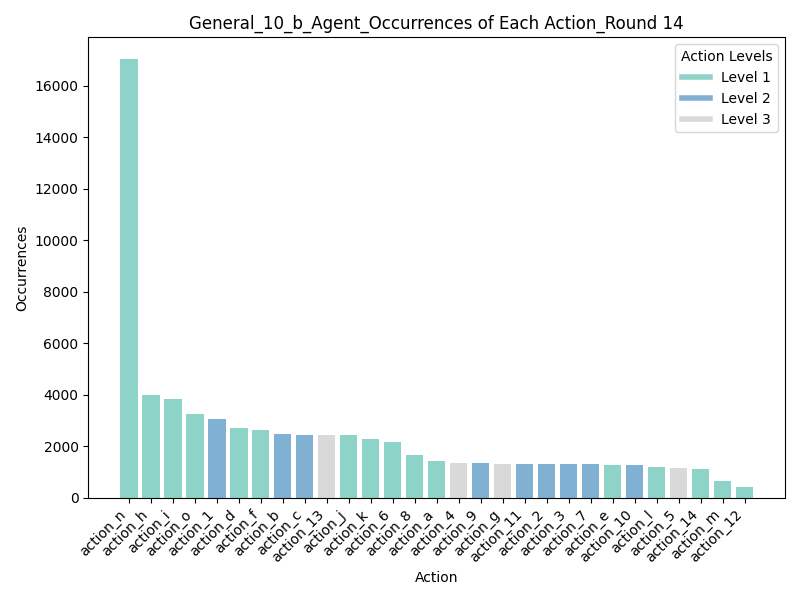 General_10_b_Agent_Occurrences of Each Action_Round 14
Action Levels
Level 1
Level 2
Level 3
Occurrences
16000
14000
12000
10000
8000
6000
4000
2000
0
action_n
action_h
action_i
action_o
action_1
action_d
action_f
action_b
action_c
action_13
action_j
action_k
action_6
action_8
action_a
action_4
action_9
action_g
action_11
action_2
action_3
action_7
action_e
action_10
action_l
action_5
action_14
action_m
action_12
Action